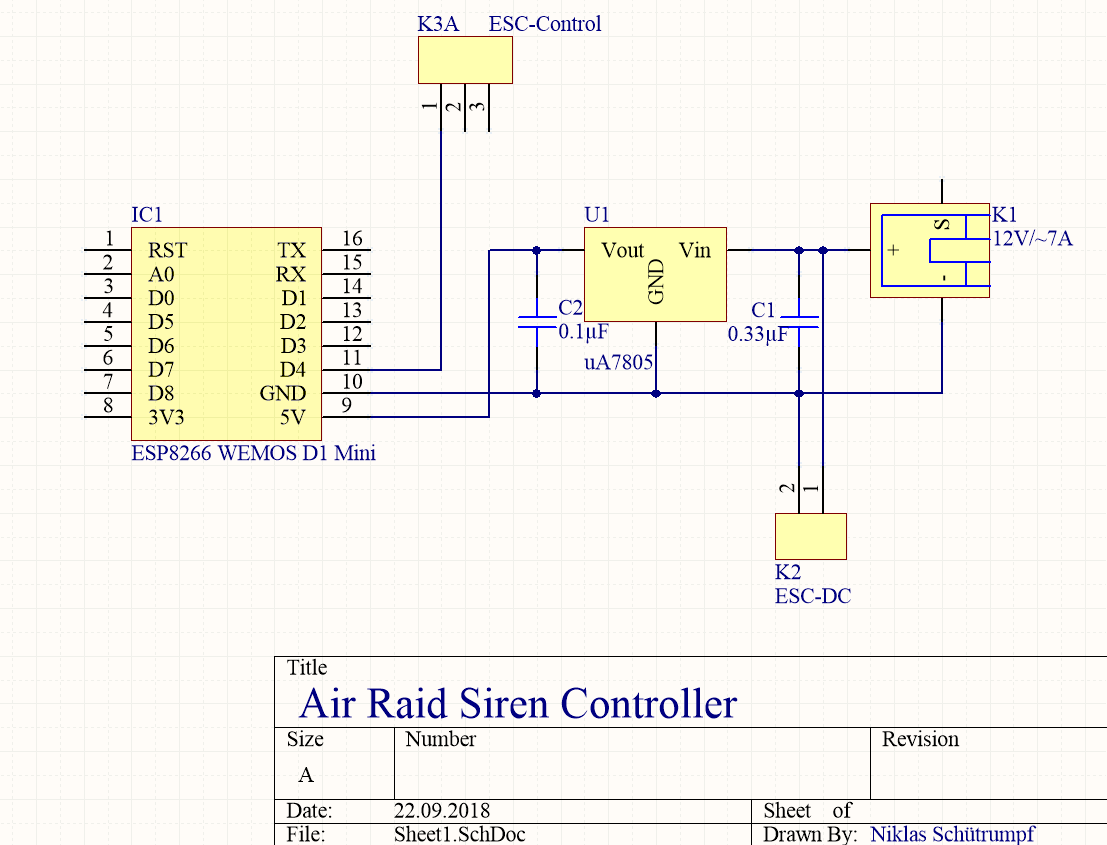 K3A ESC-Control
1 2 3
IC1
1 RST TX 16
2 A0 RX 15
3 D0 D1 14
4 D5 D2 13
5 D6 D3 12
6 D7 D4 11
7 D8 GND 10
8 3V3 5V 9
ESP8266 WEMOS D1 Mini
U1
Vout Vin
GND
uA7805
C2
0.1µF
C1
0.33µF
K1
12V/~7A
S
+
-
2 1
K2
ESC-DC
Title
Air Raid Siren Controller
Size Number Revision
A
Date: 22.09.2018 Sheet of
File: Sheet1.SchDoc Drawn By: Niklas Schütrumpf